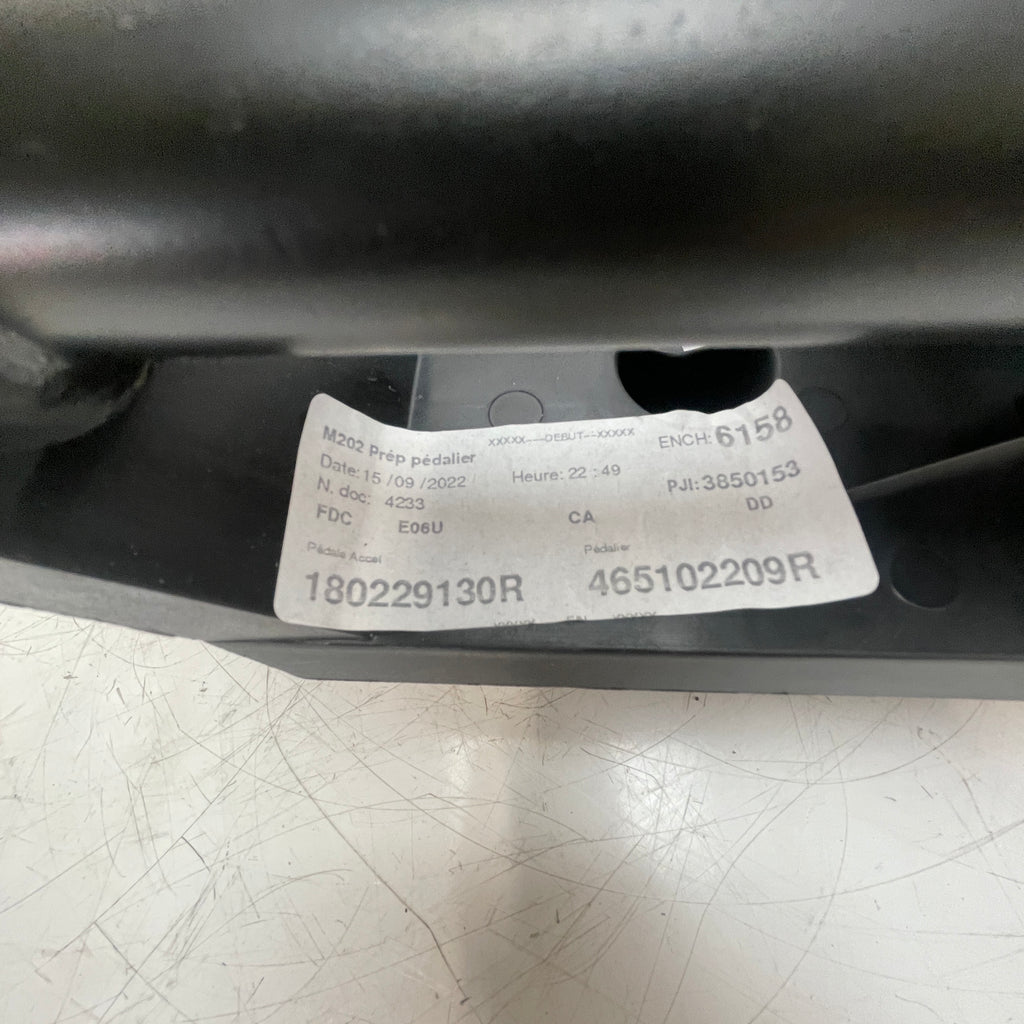 xxxxx---DEBUT--xxxxx
M202 Prép pédalier ENCH: 6158
Date: 15 /09 /2022 Heure: 22 :49
N. doc: 4233 PJI: 3850153
FDC E06U CA DD
Pédale Accel Pédalier
180229130R 465102209R